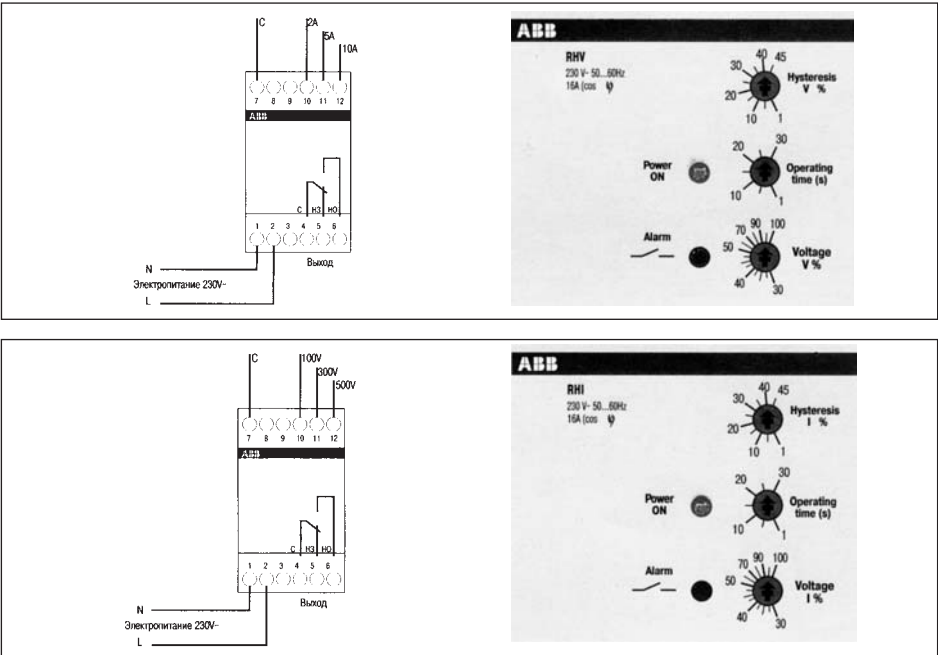 C 2A
5A
10A
7 8 9 10 11 12
ABB
C НЗ НО
1 2 3 4 5 6
Выход
N
Электропитание 230V~
L
ABB
RHV
230 V~ 50...60Hz
16A (cos φ
40 45
30
20
10 1
Hysteresis
V %
Power
ON
30
20
10 1
Operating
time (s)
Alarm
90 100
70
50
40 30
Voltage
V %
C 100V
300V
500V
7 8 9 10 11 12
ABB
C НЗ НО
1 2 3 4 5 6
Выход
N
Электропитание 230V~
L
ABB
RHI
230 V~ 50...60Hz
16A (cos φ
40 45
30
20
10 1
Hysteresis
I %
Power
ON
30
20
10 1
Operating
time (s)
Alarm
90 100
70
50
40 30
Voltage
I %